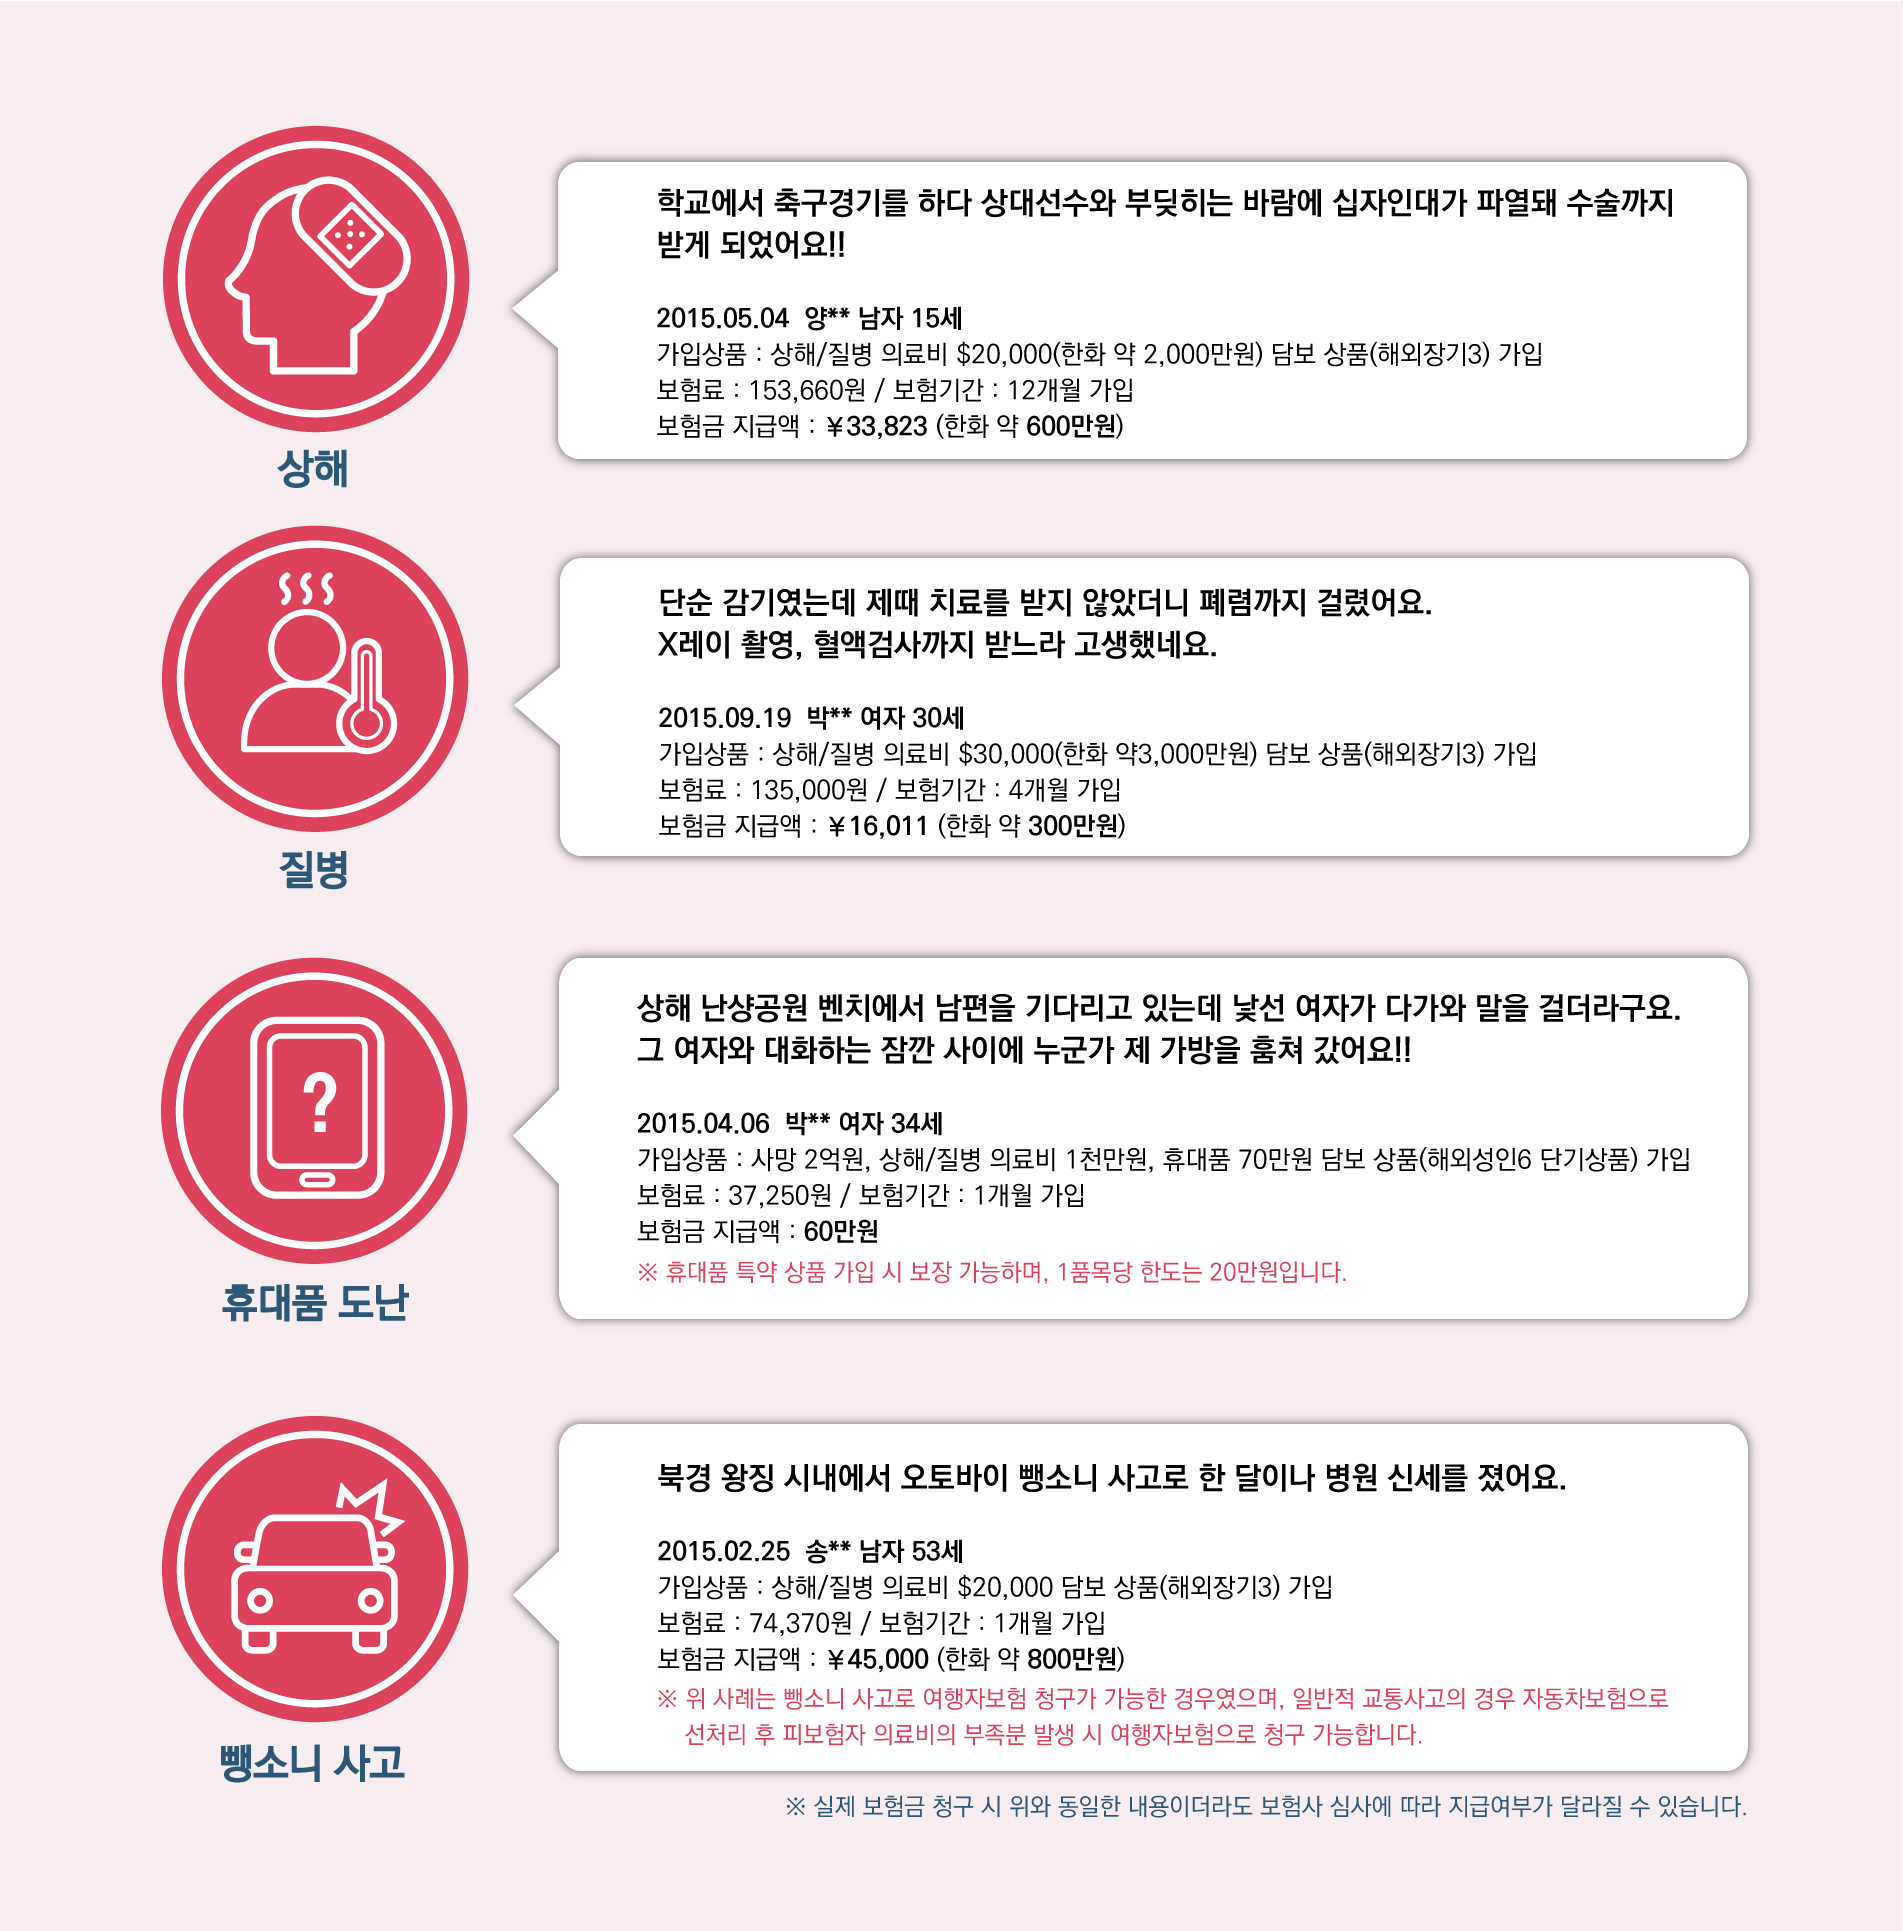 상해
학교에서 축구경기를 하다 상대선수와 부딪히는 바람에 십자인대가 파열돼 수술까지
받게 되었어요!!
2015.05.04 양** 남자 15세
가입상품 : 상해/질병 의료비 $20,000(한화 약 2,000만원) 담보 상품(해외장기3) 가입
보험료 : 153,660원 / 보험기간 : 12개월 가입
보험금 지급액 : ¥33,823 (한화 약 600만원)
질병
단순 감기였는데 제때 치료를 받지 않았더니 폐렴까지 걸렸어요.
X레이 촬영, 혈액검사까지 받느라 고생했네요.
2015.09.19 박** 여자 30세
가입상품 : 상해/질병 의료비 $30,000(한화 약3,000만원) 담보 상품(해외장기3) 가입
보험료 : 135,000원 / 보험기간 : 4개월 가입
보험금 지급액 : ¥16,011 (한화 약 300만원)
?
휴대품 도난
상해 난샹공원 벤치에서 남편을 기다리고 있는데 낯선 여자가 다가와 말을 걸더라구요.
그 여자와 대화하는 잠깐 사이에 누군가 제 가방을 훔쳐 갔어요!!
2015.04.06 박** 여자 34세
가입상품 : 사망 2억원, 상해/질병 의료비 1천만원, 휴대품 70만원 담보 상품(해외성인6 단기상품) 가입
보험료 : 37,250원 / 보험기간 : 1개월 가입
보험금 지급액 : 60만원
※ 휴대품 특약 상품 가입 시 보장 가능하며, 1품목당 한도는 20만원입니다.
뺑소니 사고
북경 왕징 시내에서 오토바이 뺑소니 사고로 한 달이나 병원 신세를 졌어요.
2015.02.25 송** 남자 53세
가입상품 : 상해/질병 의료비 $20,000 담보 상품(해외장기3) 가입
보험료 : 74,370원 / 보험기간 : 1개월 가입
보험금 지급액 : ¥45,000 (한화 약 800만원)
※ 위 사례는 뺑소니 사고로 여행자보험 청구가 가능한 경우였으며, 일반적 교통사고의 경우 자동차보험으로
선처리 후 피보험자 의료비의 부족분 발생 시 여행자보험으로 청구 가능합니다.
※ 실제 보험금 청구 시 위와 동일한 내용이더라도 보험사 심사에 따라 지급여부가 달라질 수 있습니다.